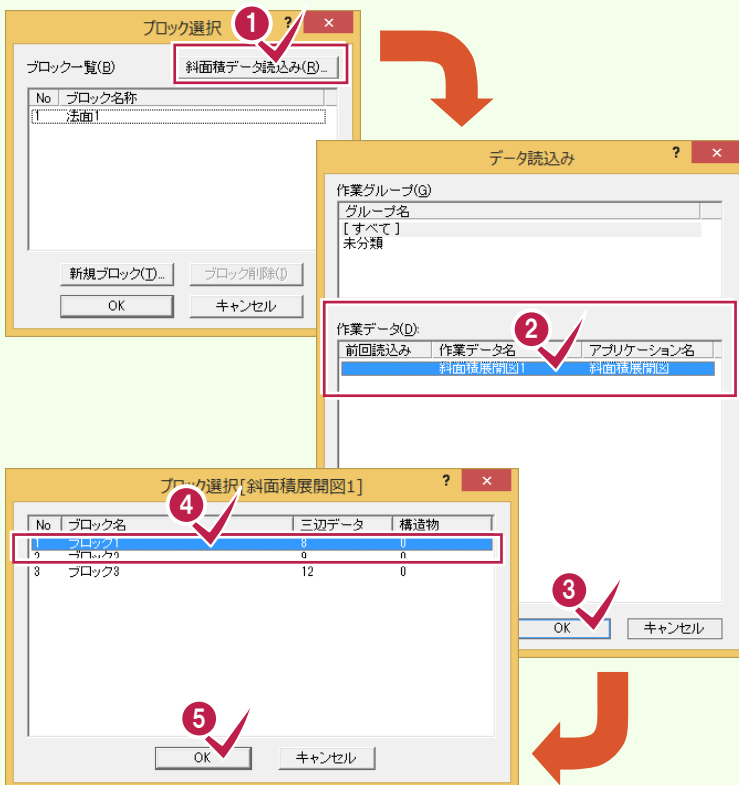 ブロック選択 ? ×
1
ブロック一覧(B) 斜面積データ読込み(R)...
No ブロック名称
1 法面1
新規ブロック(T)... ブロック削除(I)
OK キャンセル
データ読込み ? ×
作業グループ(G)
グループ名
[すべて]
未分類
作業データ(D):
2
前回読込み 作業データ名 アプリケーション名
斜面積展開図1 斜面積展開図
3
OK キャンセル
ブロック選択[斜面積展開図1] ? ×
4
No ブロック名 三辺データ 構造物
1 ブロック1 8 0
2 ブロック2 9 0
3 ブロック3 12 0
5
OK キャンセル